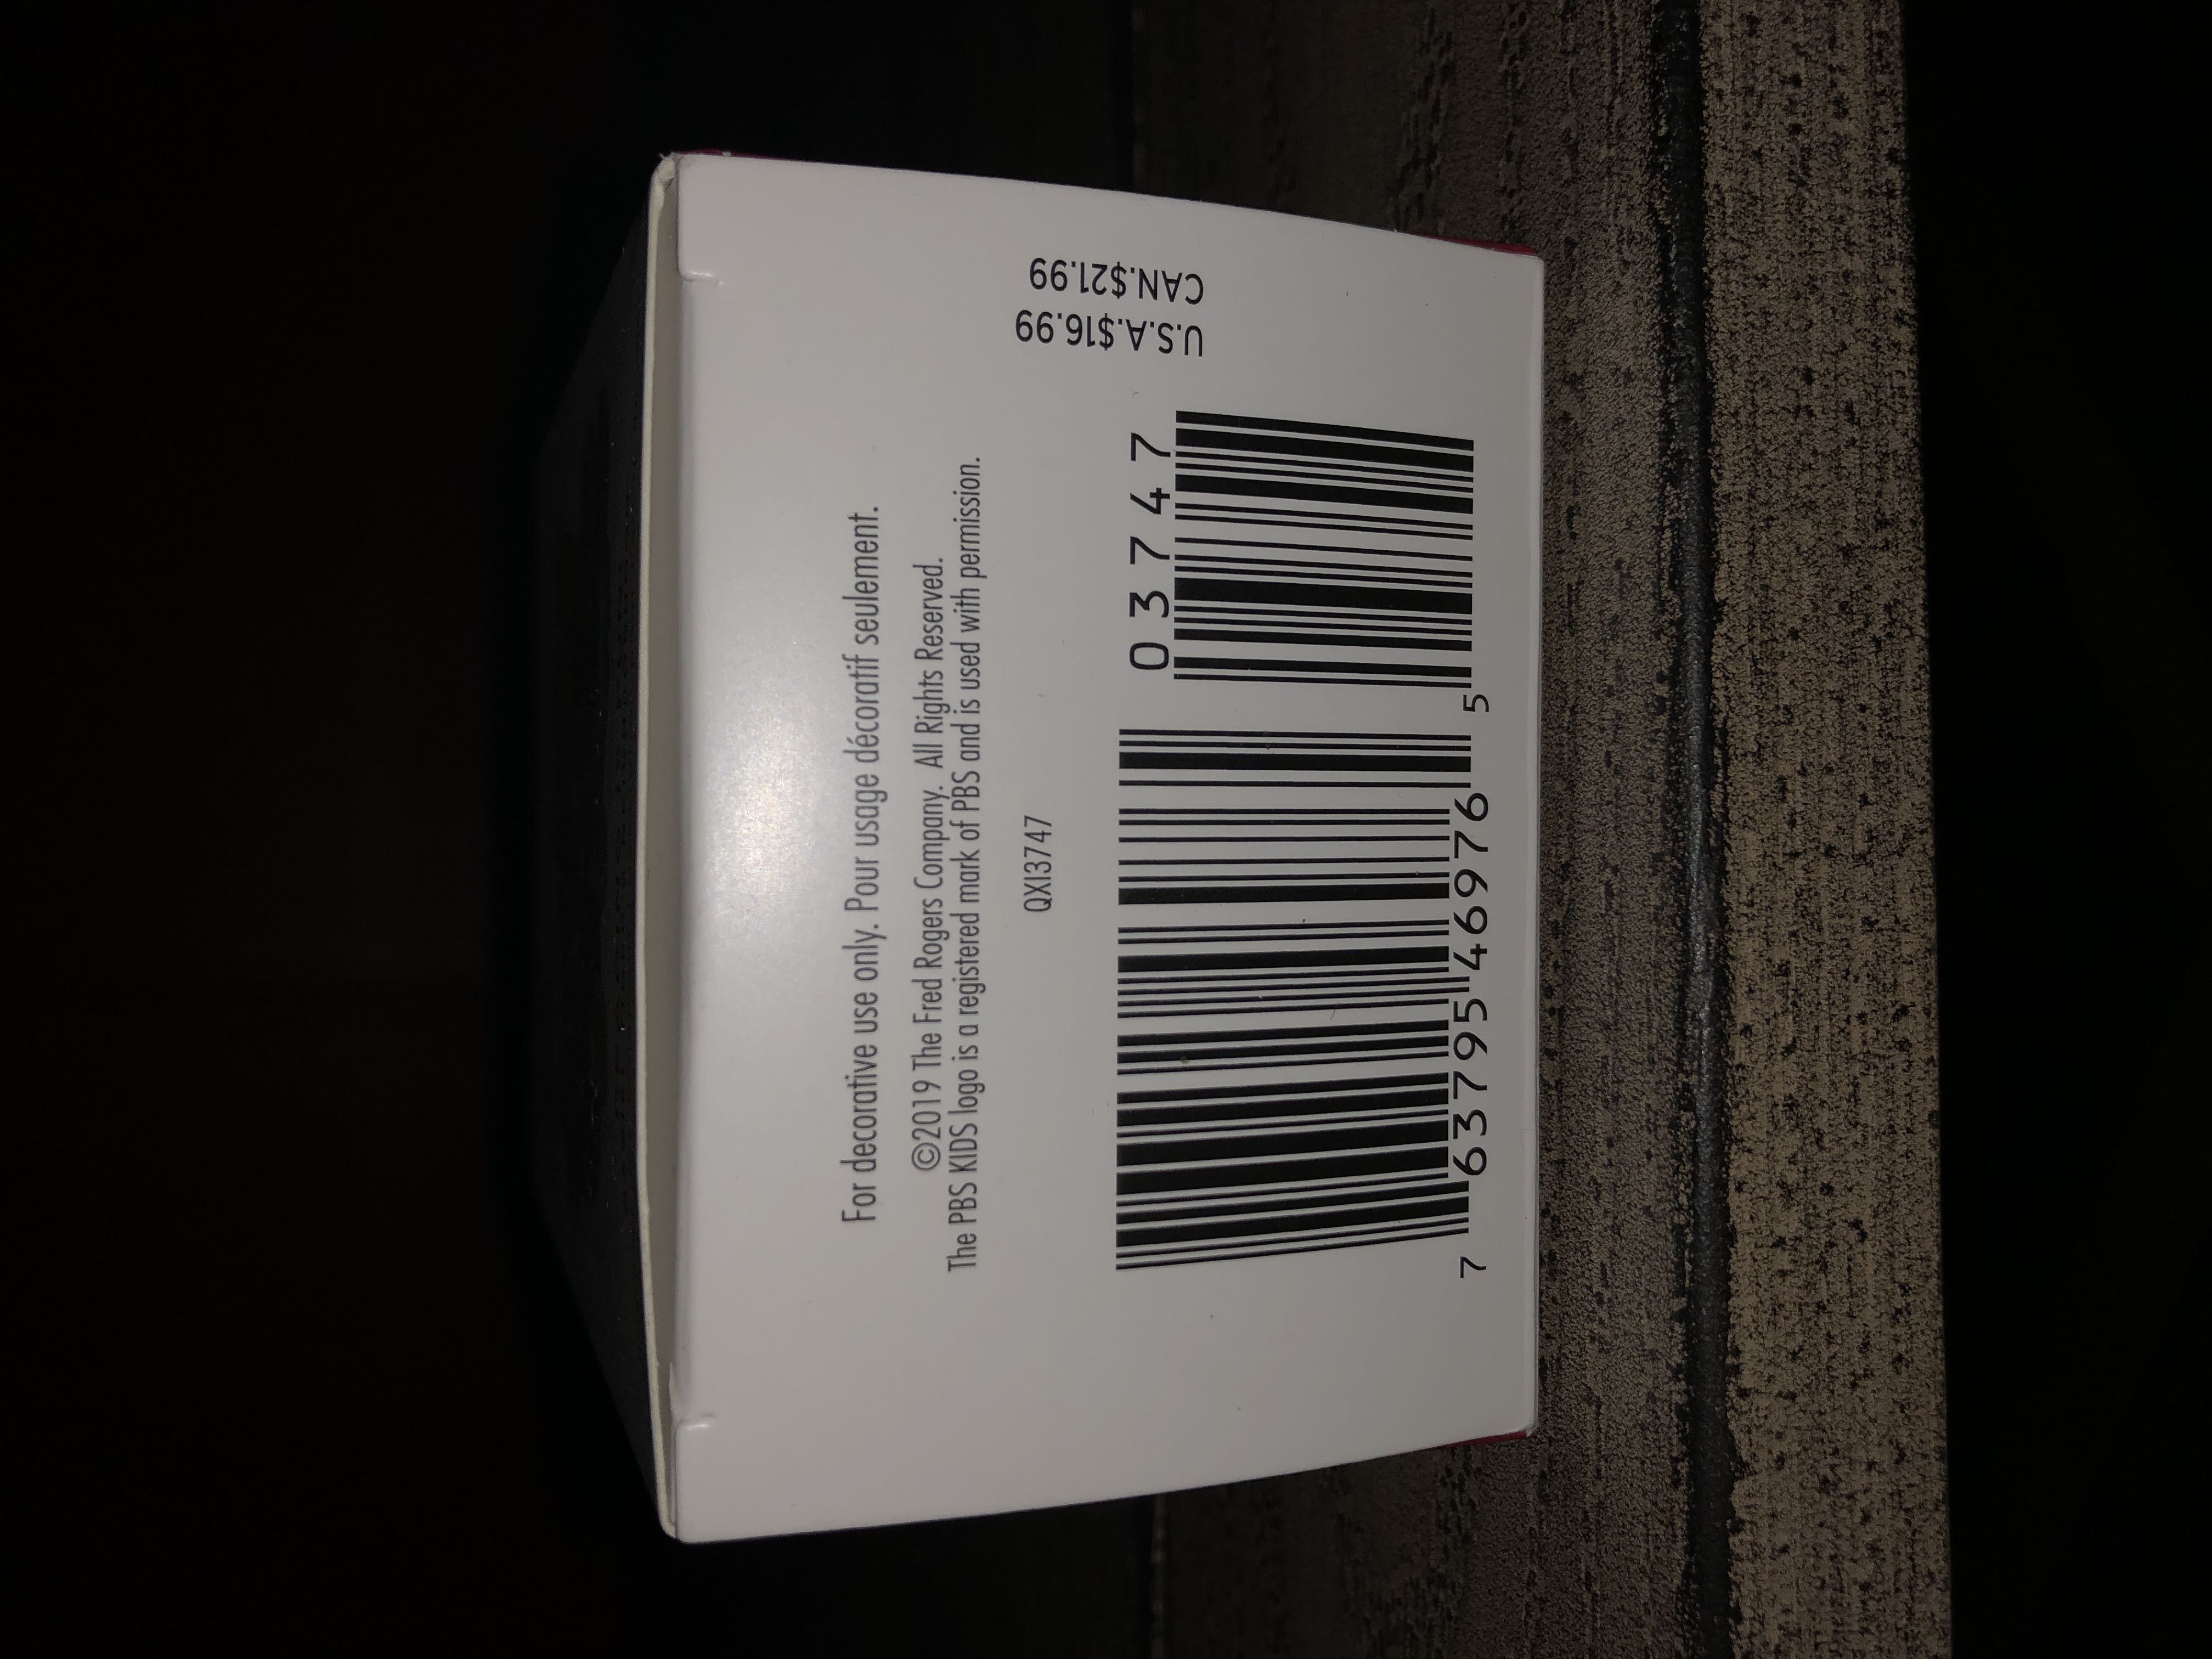 For decorative use only. Pour usage décoratif seulement.
©2019 The Fred Rogers Company. All Rights Reserved.
The PBS KIDS logo is a registered mark of PBS and is used with permission.
QXI3747
03747
7 63795 46976 5
U.S.A.$16.99
CAN.$21.99